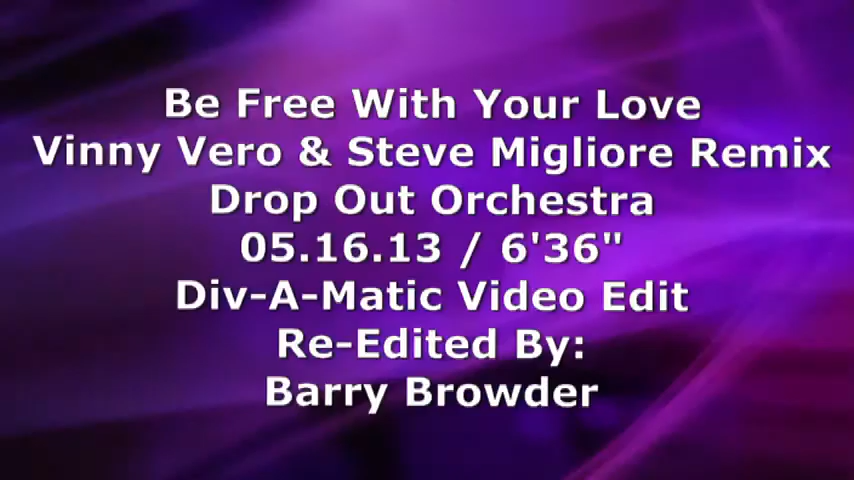 Be Free With Your Love
Vinny Vero & Steve Migliore Remix
Drop Out Orchestra
05.16.13 / 6'36"
Div-A-Matic Video Edit
Re-Edited By:
Barry Browder